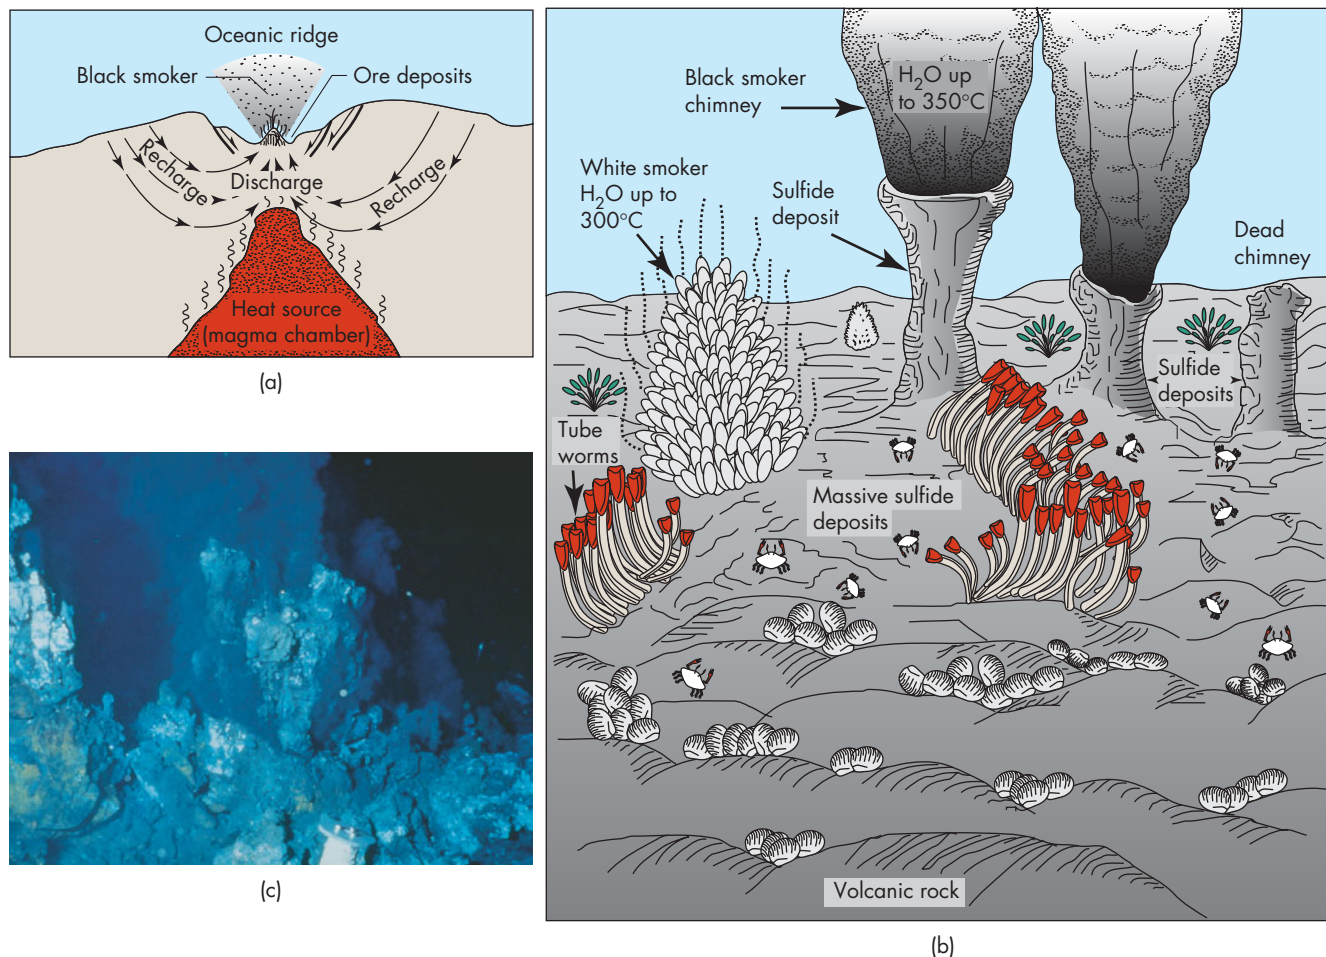 Oceanic ridge
Black smoker
Ore deposits
Recharge
Discharge
Recharge
Heat source
(magma chamber)
(a)
Black smoker
chimney
H₂O up
to 350°C
White smoker
H₂O up to
300°C
Sulfide
deposit
Dead
chimney
Sulfide
deposits
Tube
worms
Massive sulfide
deposits
Volcanic rock
(c)
(b)